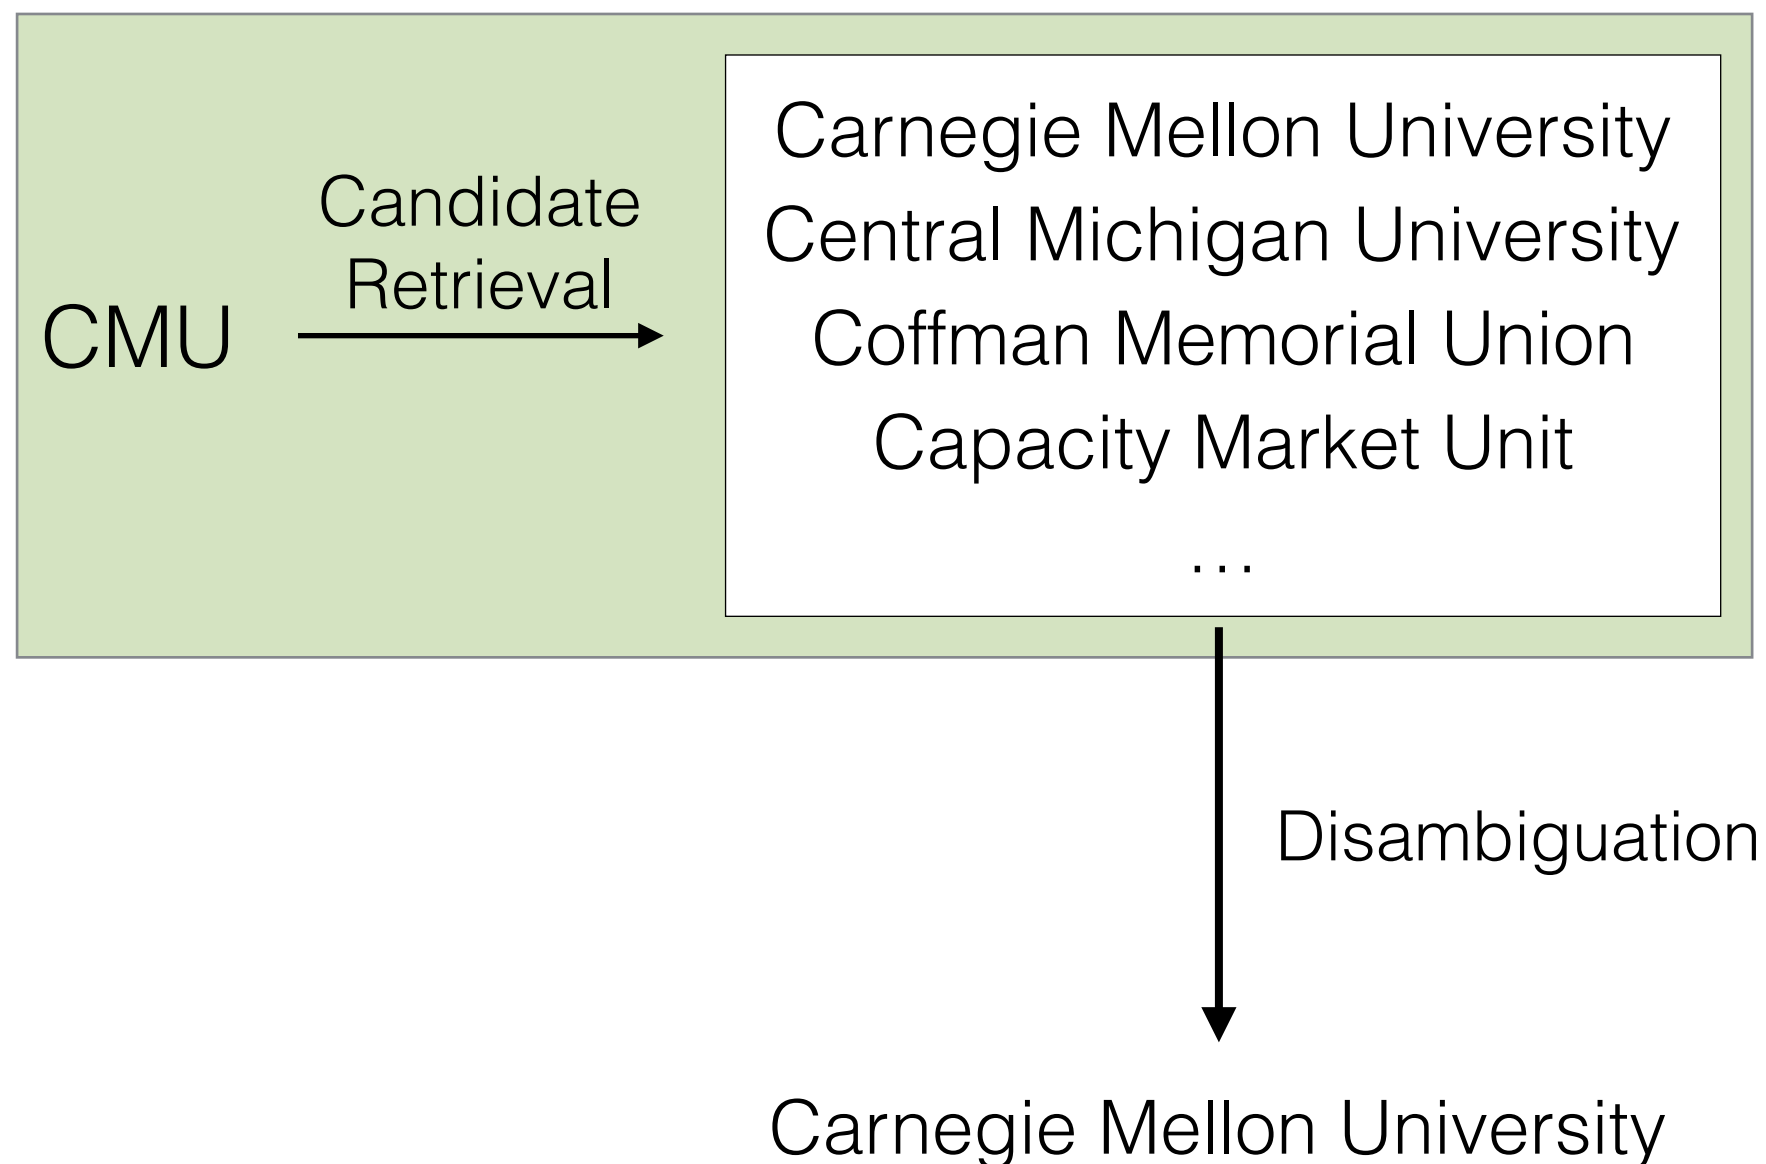 CMU
Candidate
Retrieval
Carnegie Mellon University
Central Michigan University
Coffman Memorial Union
Capacity Market Unit
...
Disambiguation
Carnegie Mellon University